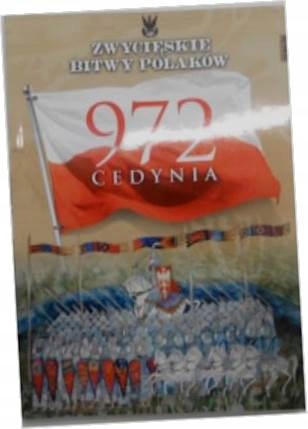 ZWYCIĘSKIE
BITWY POLAKÓW
972
CEDYNIA